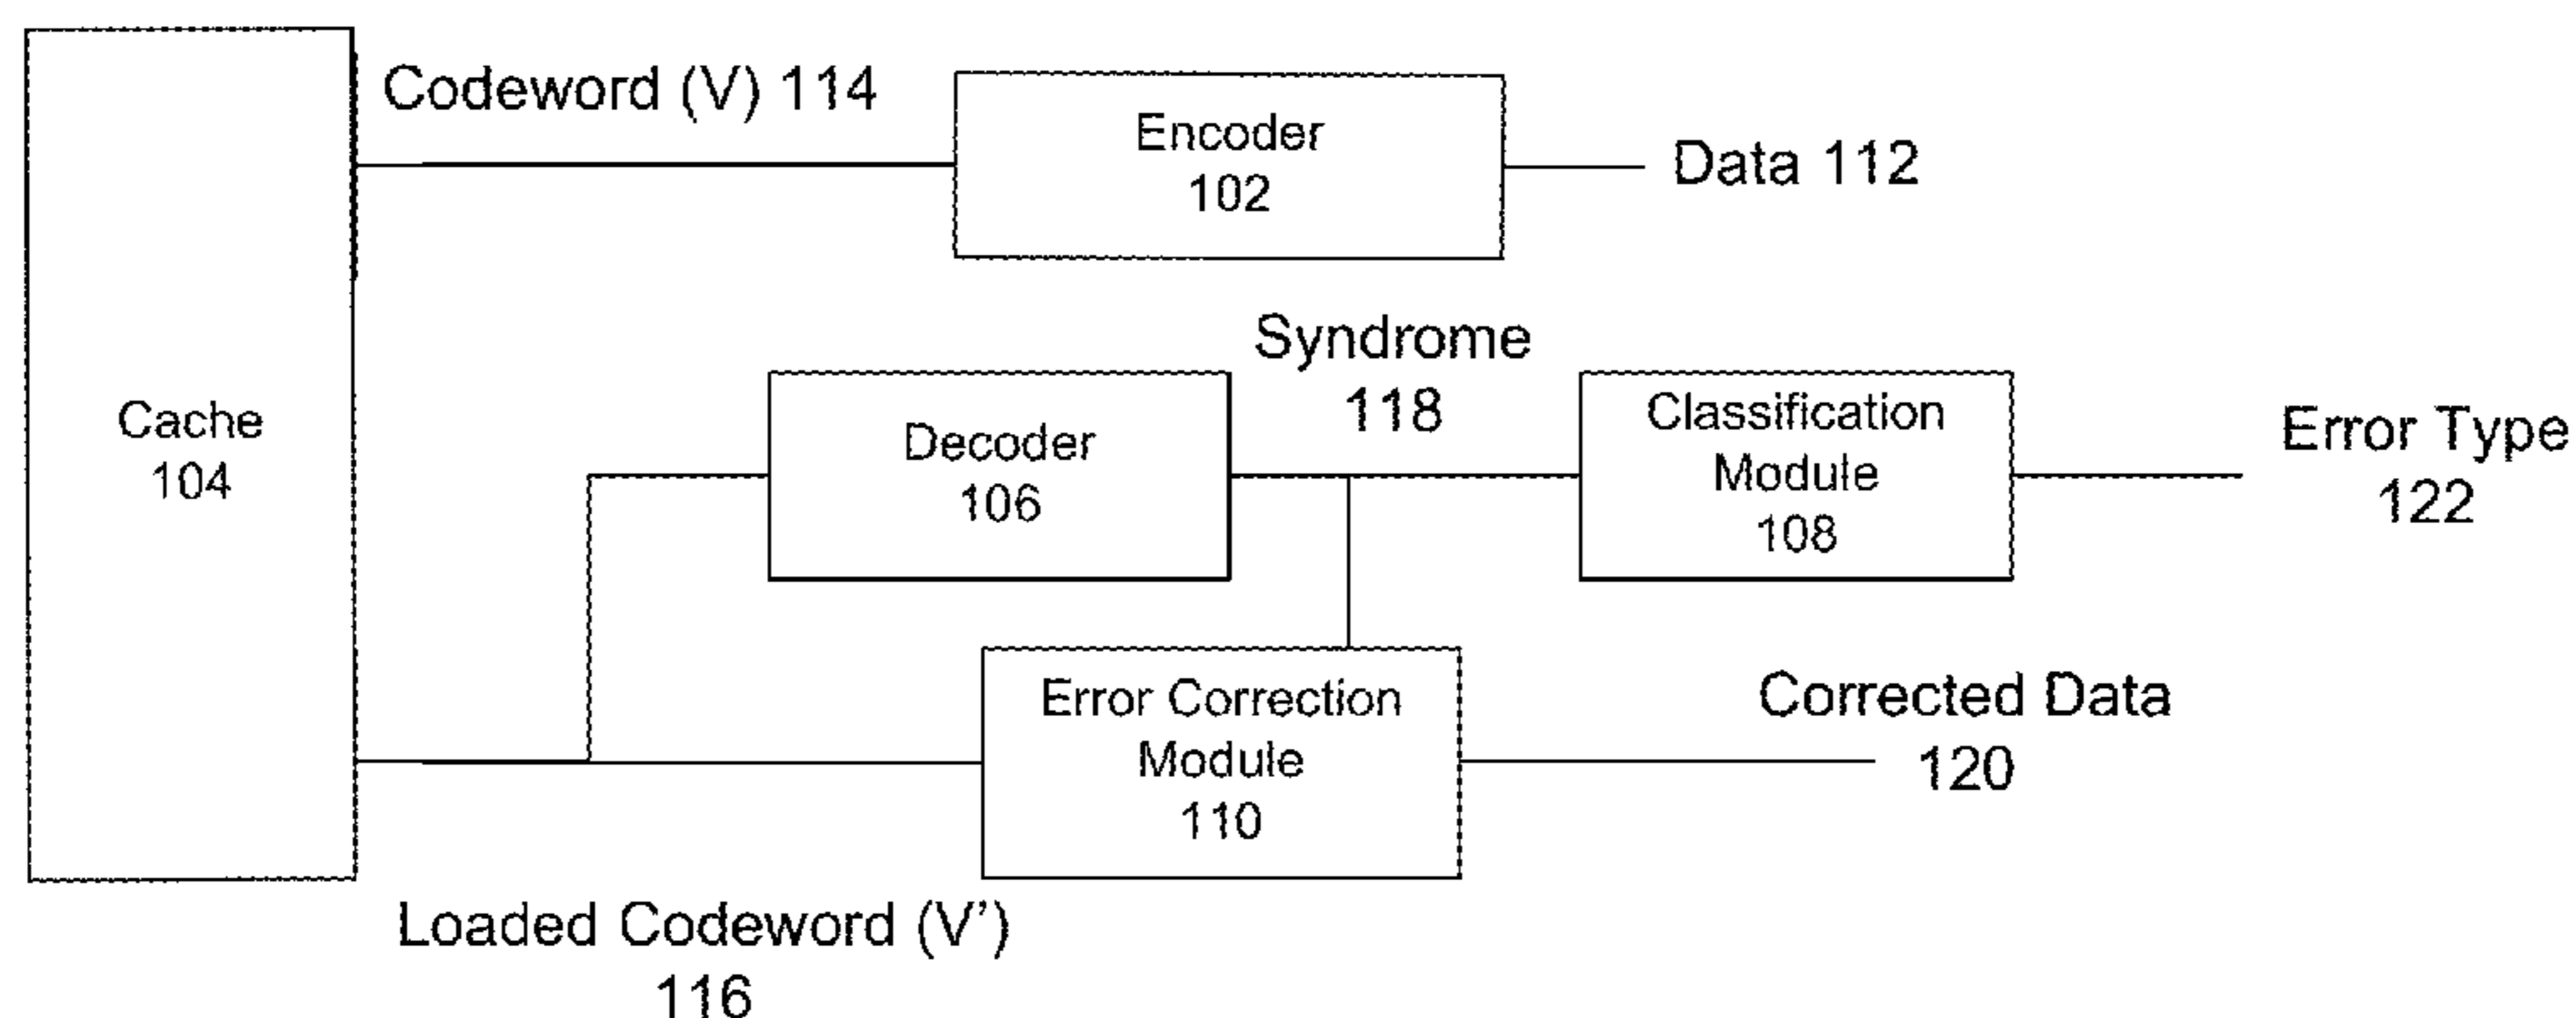 Codeword (V) 114
Encoder
102
Data 112
Cache
104
Syndrome
118
Decoder
106
Classification
Module
108
Error Type
122
Error Correction
Module
110
Corrected Data
120
Loaded Codeword (V')
116